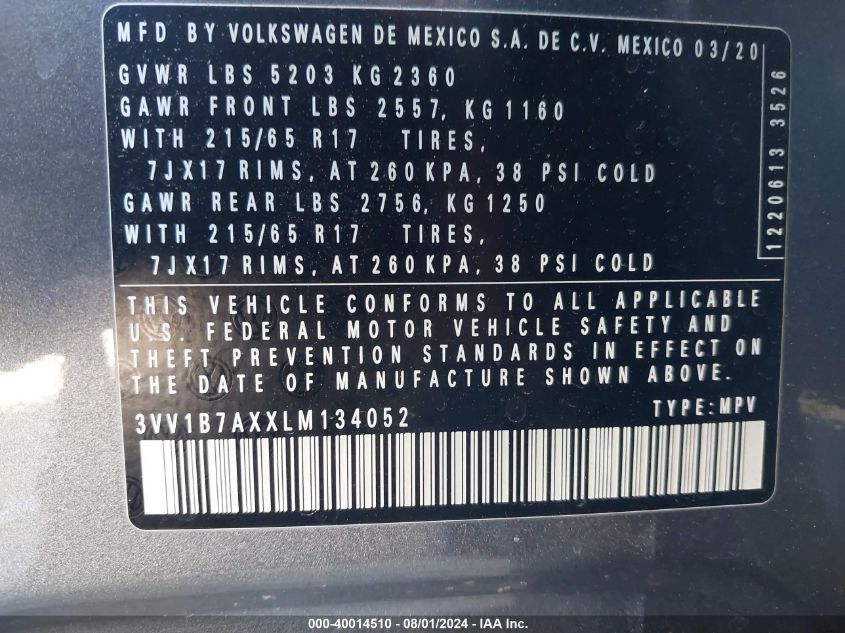 MFD BY VOLKSWAGEN DE MEXICO S.A. DE C.V. MEXICO 03/20
GVWR LBS 5203 KG 2360
GAWR FRONT LBS 2557, KG 1160
WITH 215/65 R17 TIRES,
7JX17 RIMS, AT 260 KPA, 38 PSI COLD
GAWR REAR LBS 2756, KG 1250
WITH 215/65 R17 TIRES,
7JX17 RIMS, AT 260 KPA, 38 PSI COLD
1220613 3526
THIS VEHICLE CONFORMS TO ALL APPLICABLE
U.S. FEDERAL MOTOR VEHICLE SAFETY AND
THEFT PREVENTION STANDARDS IN EFFECT ON
THE DATE OF MANUFACTURE SHOWN ABOVE.
3VV1B7AXXLM134052 TYPE: MPV
000-40014510 - 08/01/2024 - IAA Inc.